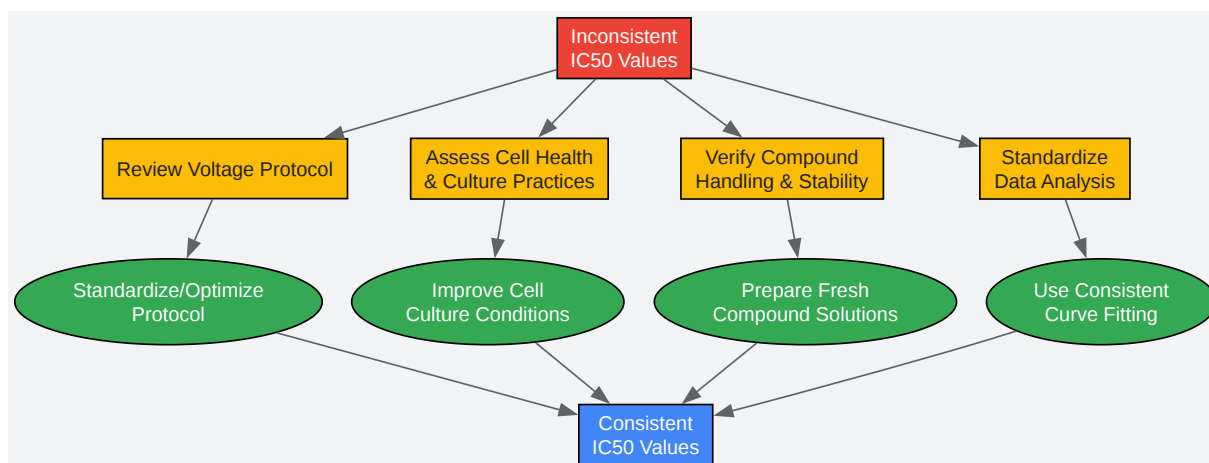 Inconsistent
IC50 Values
Review Voltage Protocol
Assess Cell Health
& Culture Practices
Verify Compound
Handling & Stability
Standardize
Data Analysis
Standardize/Optimize
Protocol
Improve Cell
Culture Conditions
Prepare Fresh
Compound Solutions
Use Consistent
Curve Fitting
Consistent
IC50 Values